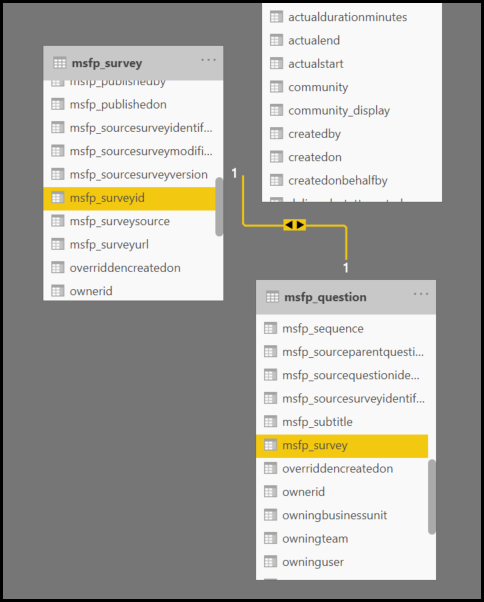 msfp_survey
...
msfp_publishedby
msfp_publishedon
msfp_sourcesurveyidentif...
msfp_sourcesurveymodifi...
msfp_sourcesurveyversion
msfp_surveyid
msfp_surveysource
msfp_surveyurl
overriddencreatedon
ownerid
actualdurationminutes
actualend
actualstart
community
community_display
createdby
createdon
createdonbehalfby
1
1
msfp_question
...
msfp_sequence
msfp_sourceparentquesti...
msfp_sourcequestionide...
msfp_sourcesurveyidentif...
msfp_subtitle
msfp_survey
overriddencreatedon
ownerid
owningbusinessunit
owningteam
owninguser